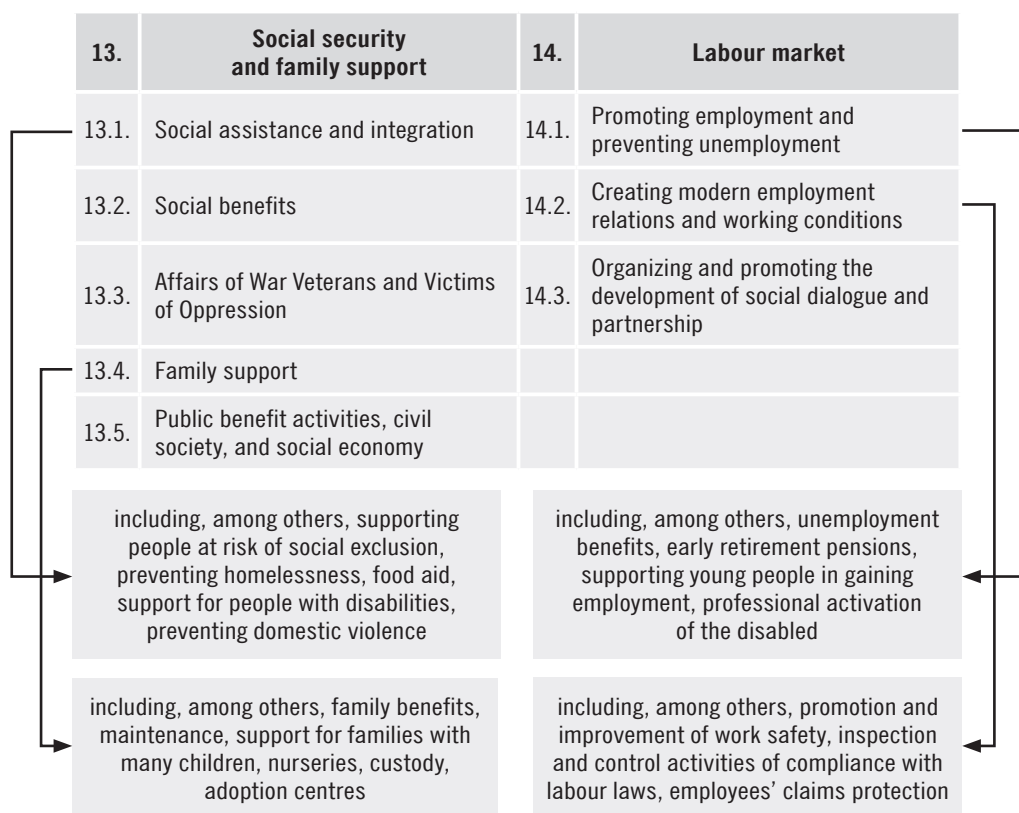 13.
Social security
and family support
14.
Labour market
13.1.
Social assistance and integration
14.1.
Promoting employment and
preventing unemployment
13.2.
Social benefits
14.2.
Creating modern employment
relations and working conditions
13.3.
Affairs of War Veterans and Victims
of Oppression
14.3.
Organizing and promoting the
development of social dialogue and
partnership
13.4.
Family support
13.5.
Public benefit activities, civil
society, and social economy
including, among others, supporting
people at risk of social exclusion,
preventing homelessness, food aid,
support for people with disabilities,
preventing domestic violence
including, among others, unemployment
benefits, early retirement pensions,
supporting young people in gaining
employment, professional activation
of the disabled
including, among others, family benefits,
maintenance, support for families with
many children, nurseries, custody,
adoption centres
including, among others, promotion and
improvement of work safety, inspection
and control activities of compliance with
labour laws, employees' claims protection